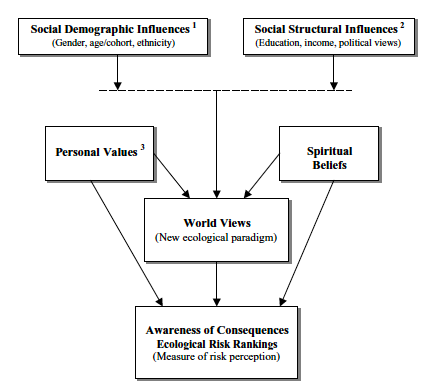 Social Demographic Influences 1
(Gender, age/cohort, ethnicity)
Social Structural Influences 2
(Education, income, political views)
Personal Values 3
Spiritual
Beliefs
World Views
(New ecological paradigm)
Awareness of Consequences
Ecological Risk Rankings
(Measure of risk perception)